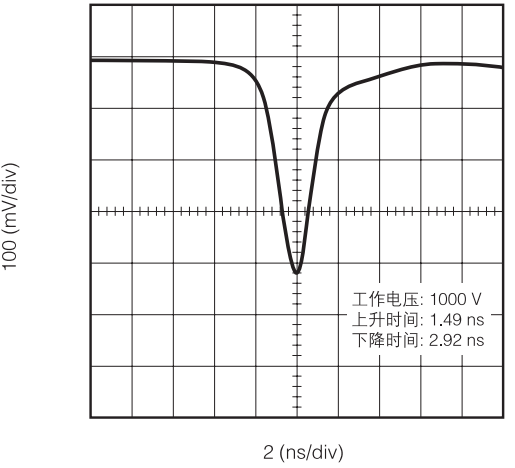 100 (mV/div)
工作电压: 1000 V
上升时间: 1.49 ns
下降时间: 2.92 ns
2 (ns/div)